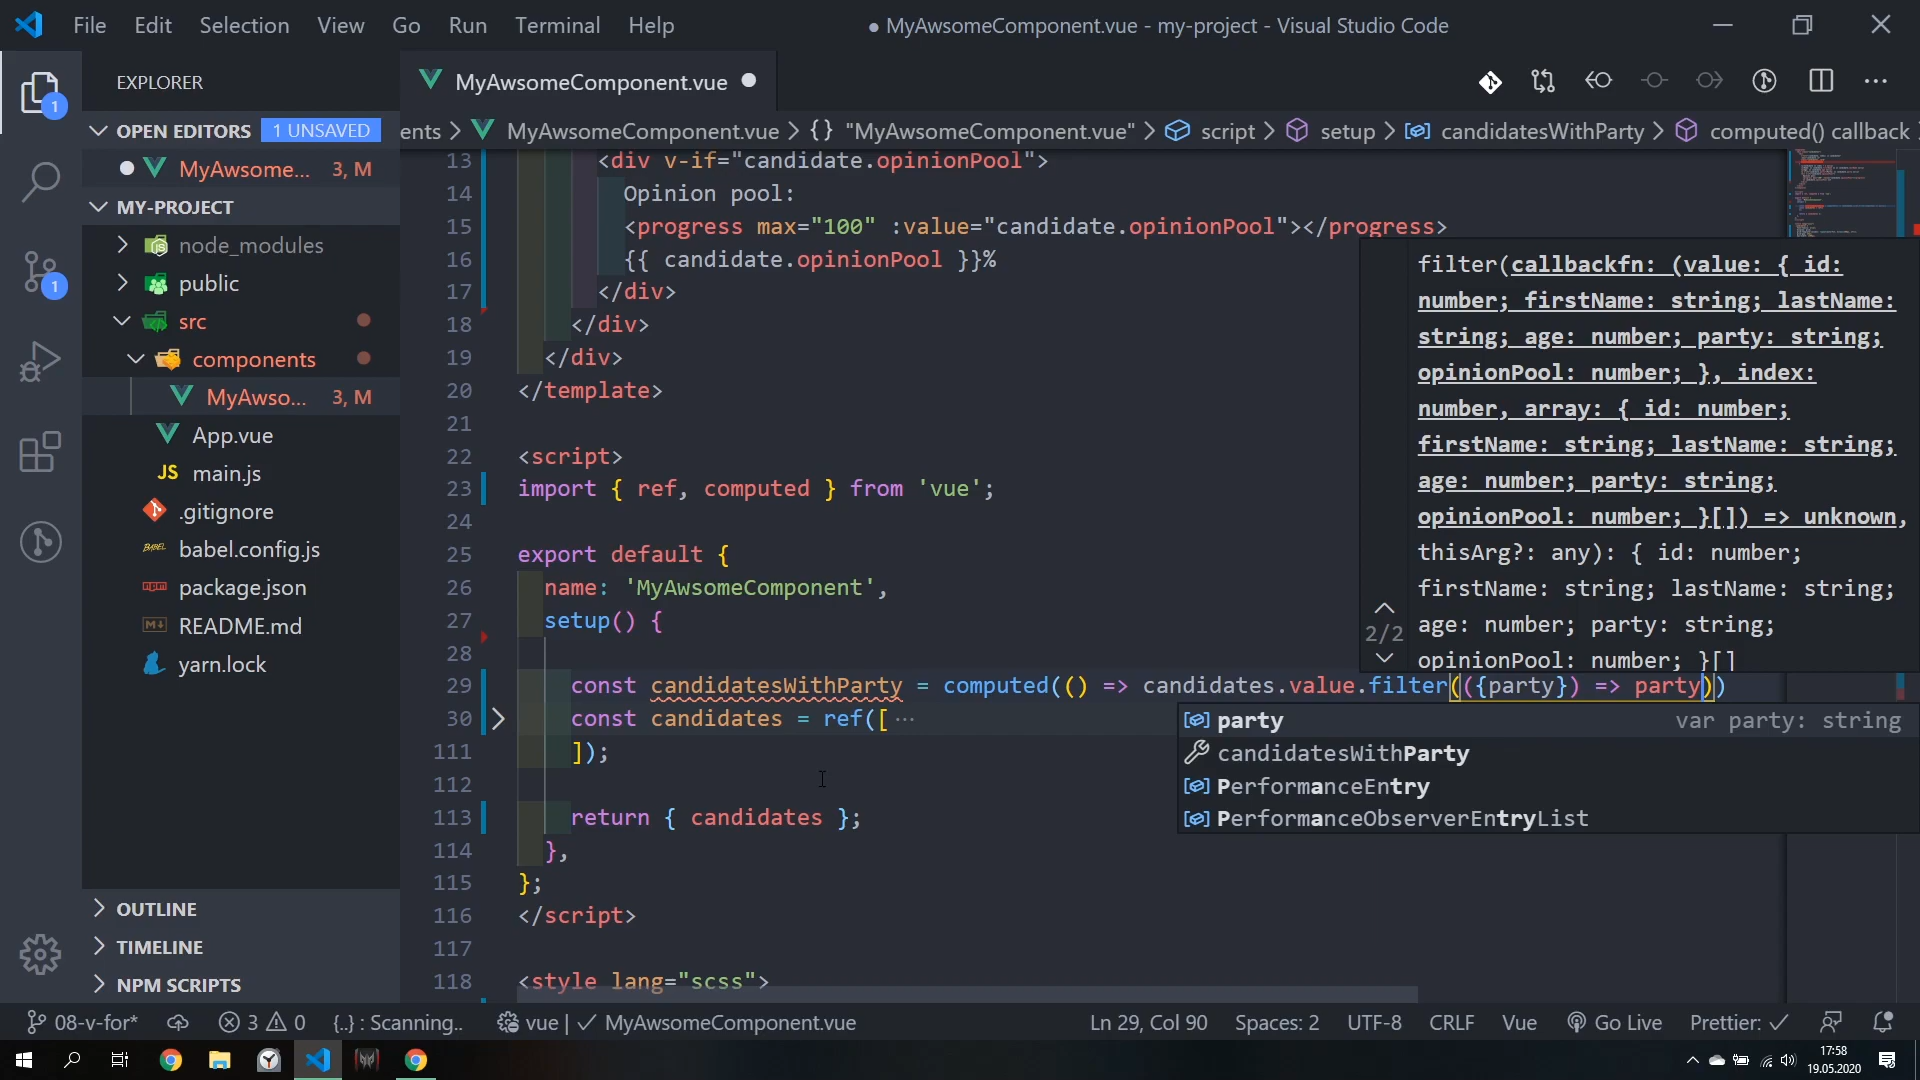 File Edit Selection View Go Run Terminal Help
● MyAwsomeComponent.vue - my-project - Visual Studio Code
EXPLORER
MyAwsomeComponent.vue
OPEN EDITORS 1 UNSAVED
ents > MyAwsomeComponent.vue > {} "MyAwsomeComponent.vue" > script > setup > candidatesWithParty > computed() callback
MyAwsome... 3, M
MY-PROJECT
node_modules
public
src
components
MyAwso... 3, M
App.vue
JS main.js
.gitignore
BABEL babel.config.js
package.json
README.md
yarn.lock
OUTLINE
TIMELINE
NPM SCRIPTS
1
1
13 <div v-if="candidate.opinionPool">
14 Opinion pool:
15 <progress max="100" :value="candidate.opinionPool"></progress>
16 {{ candidate.opinionPool }}%
17 </div>
18 </div>
19 </div>
20 </template>
21
22 <script>
23 import { ref, computed } from 'vue';
24
25 export default {
26 name: 'MyAwsomeComponent',
27 setup() {
28
29 const candidatesWithParty = computed(() => candidates.value.filter(({party}) => party))
30 const candidates = ref([ ···
111 ]);
112
113 return { candidates };
114 },
115 };
116 </script>
117
118 <style lang="scss">
filter(callbackfn: (value: { id:
number; firstName: string; lastName:
string; age: number; party: string;
opinionPool: number; }, index:
number, array: { id: number;
firstName: string; lastName: string;
age: number; party: string;
opinionPool: number; }[]) => unknown,
thisArg?: any): { id: number;
firstName: string; lastName: string;
age: number; party: string;
opinionPool: number; }[]
2/2
party var party: string
candidatesWithParty
PerformanceEntry
PerformanceObserverEntryList
08-v-for* 3 0 {..} : Scanning.. vue | ✓ MyAwsomeComponent.vue
Ln 29, Col 90 Spaces: 2 UTF-8 CRLF Vue Go Live Prettier: ✓
17:58
19.05.2020